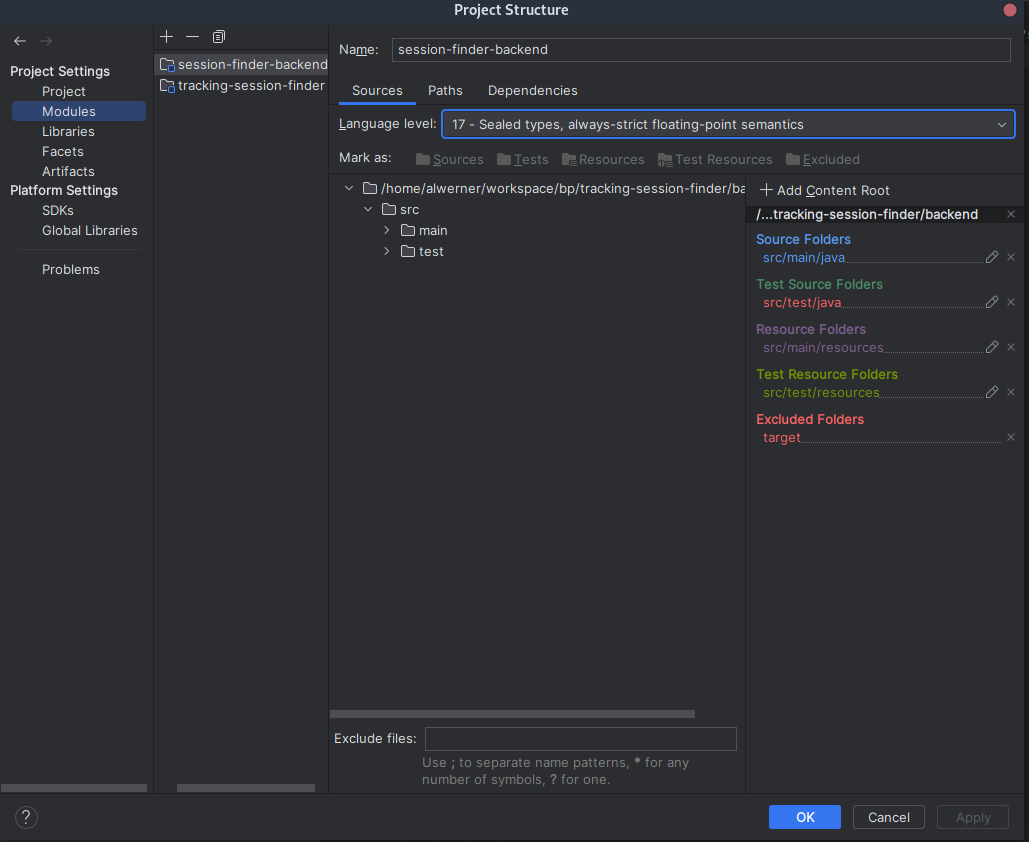 Project Structure
Project Settings
Project
Modules
Libraries
Facets
Artifacts
Platform Settings
SDKs
Global Libraries
Problems
session-finder-backend
tracking-session-finder
Name: session-finder-backend
Sources Paths Dependencies
Language level: 17 - Sealed types, always-strict floating-point semantics
Mark as: Sources Tests Resources Test Resources Excluded
/home/alwerner/workspace/bp/tracking-session-finder/ba
src
main
test
Add Content Root
/...tracking-session-finder/backend
Source Folders
src/main/java
Test Source Folders
src/test/java
Resource Folders
src/main/resources
Test Resource Folders
src/test/resources
Excluded Folders
target
Exclude files:
Use ; to separate name patterns, * for any
number of symbols, ? for one.
? OK Cancel Apply